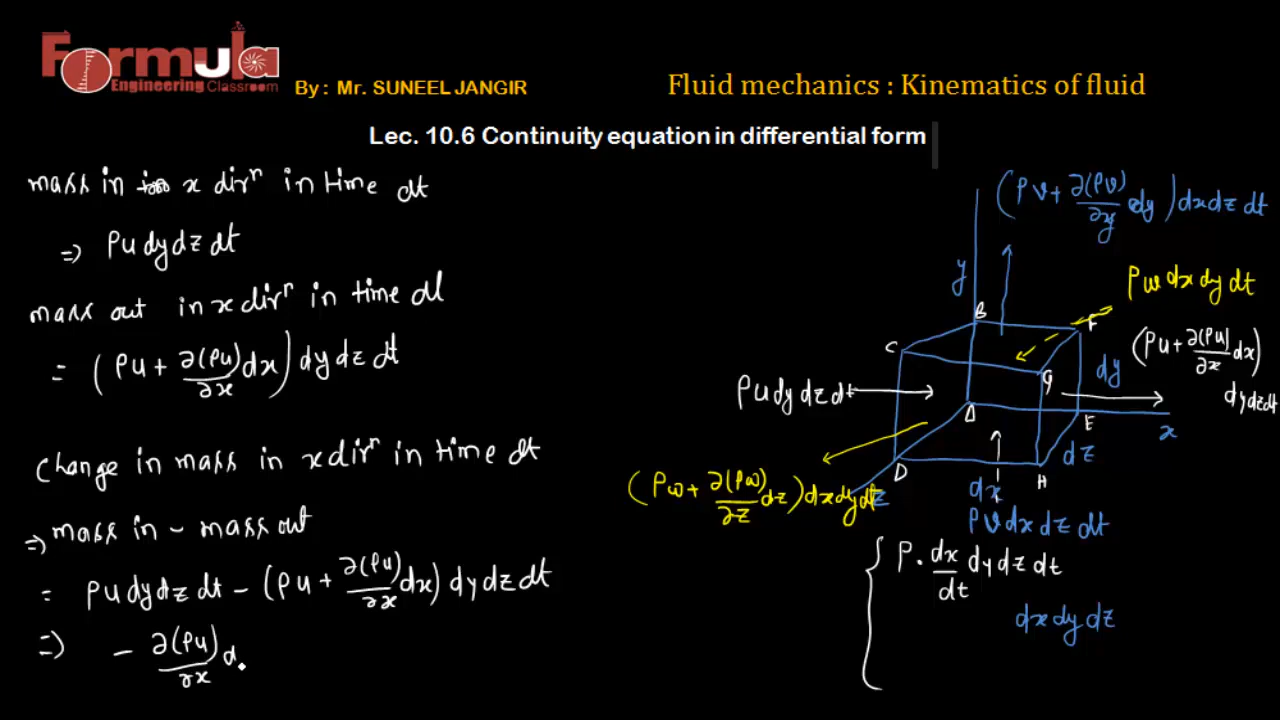 Formula
Engineering Classroom
By : Mr. SUNEEL JANGIR
Fluid mechanics : Kinematics of fluid
Lec. 10.6 Continuity equation in differential form
mass in x dirⁿ in time dt
⇒ ρu dy dz dt
mass out in x dirⁿ in time dt
= (ρu + ∂(ρu)/∂x dx) dy dz dt
Change in mass in x dirⁿ in time dt
⇒ mass in - mass out
= ρu dy dz dt - (ρu + ∂(ρu)/∂x dx) dy dz dt
⇒ - ∂(ρu)/∂x d
(ρv + ∂(ρv)/∂y dy) dx dz dt
y
ρw dx dy dt
B
F
C
(ρu + ∂(ρu)/∂x dx)
dy dz dt
G
dy
ρu dy dz dt
A
E
x
dz
D
H
(ρw + ∂(ρw)/∂z dz) dx dy dt
z
dx
ρv dx dz dt
{ ρ. dx/dt dy dz dt
dx dy dz